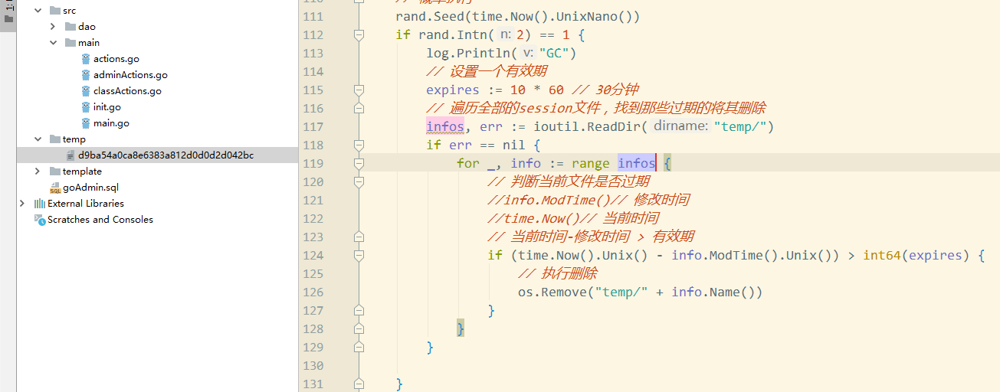 src
dao
main
actions.go
adminActions.go
classActions.go
init.go
main.go
temp
d9ba54a0ca8e6383a812d0d0d2d042bc
template
goAdmin.sql
External Libraries
Scratches and Consoles
111 rand.Seed(time.Now().UnixNano())
112 if rand.Intn( n: 2) == 1 {
113 log.Println( v: "GC")
114 // 设置一个有效期
115 expires := 10 * 60 // 30分钟
116 // 遍历全部的session文件，找到那些过期的将其删除
117 infos, err := ioutil.ReadDir( dirname: "temp/")
118 if err == nil {
119 for _, info := range infos {
120 // 判断当前文件是否过期
121 //info.ModTime()// 修改时间
122 //time.Now()// 当前时间
123 // 当前时间-修改时间 > 有效期
124 if (time.Now().Unix() - info.ModTime().Unix()) > int64(expires) {
125 // 执行删除
126 os.Remove("temp/" + info.Name())
127 }
128 }
129 }
130
131 }